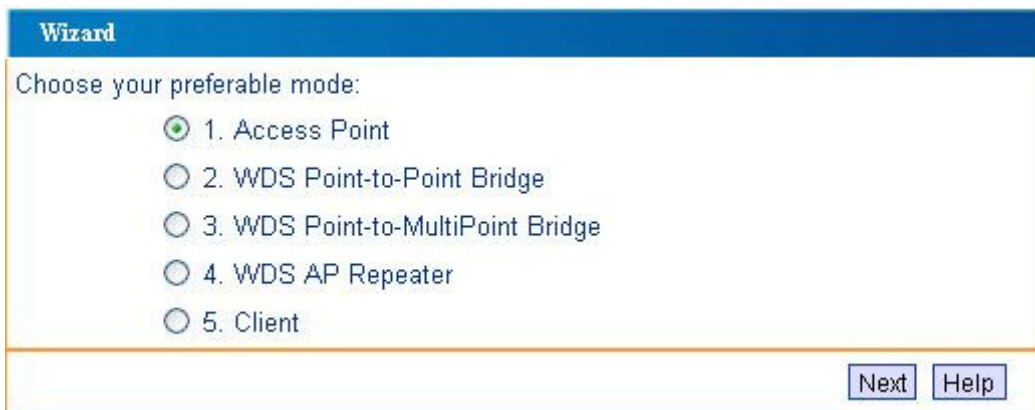 Wizard
Choose your preferable mode:
1. Access Point
2. WDS Point-to-Point Bridge
3. WDS Point-to-MultiPoint Bridge
4. WDS AP Repeater
5. Client
Next Help